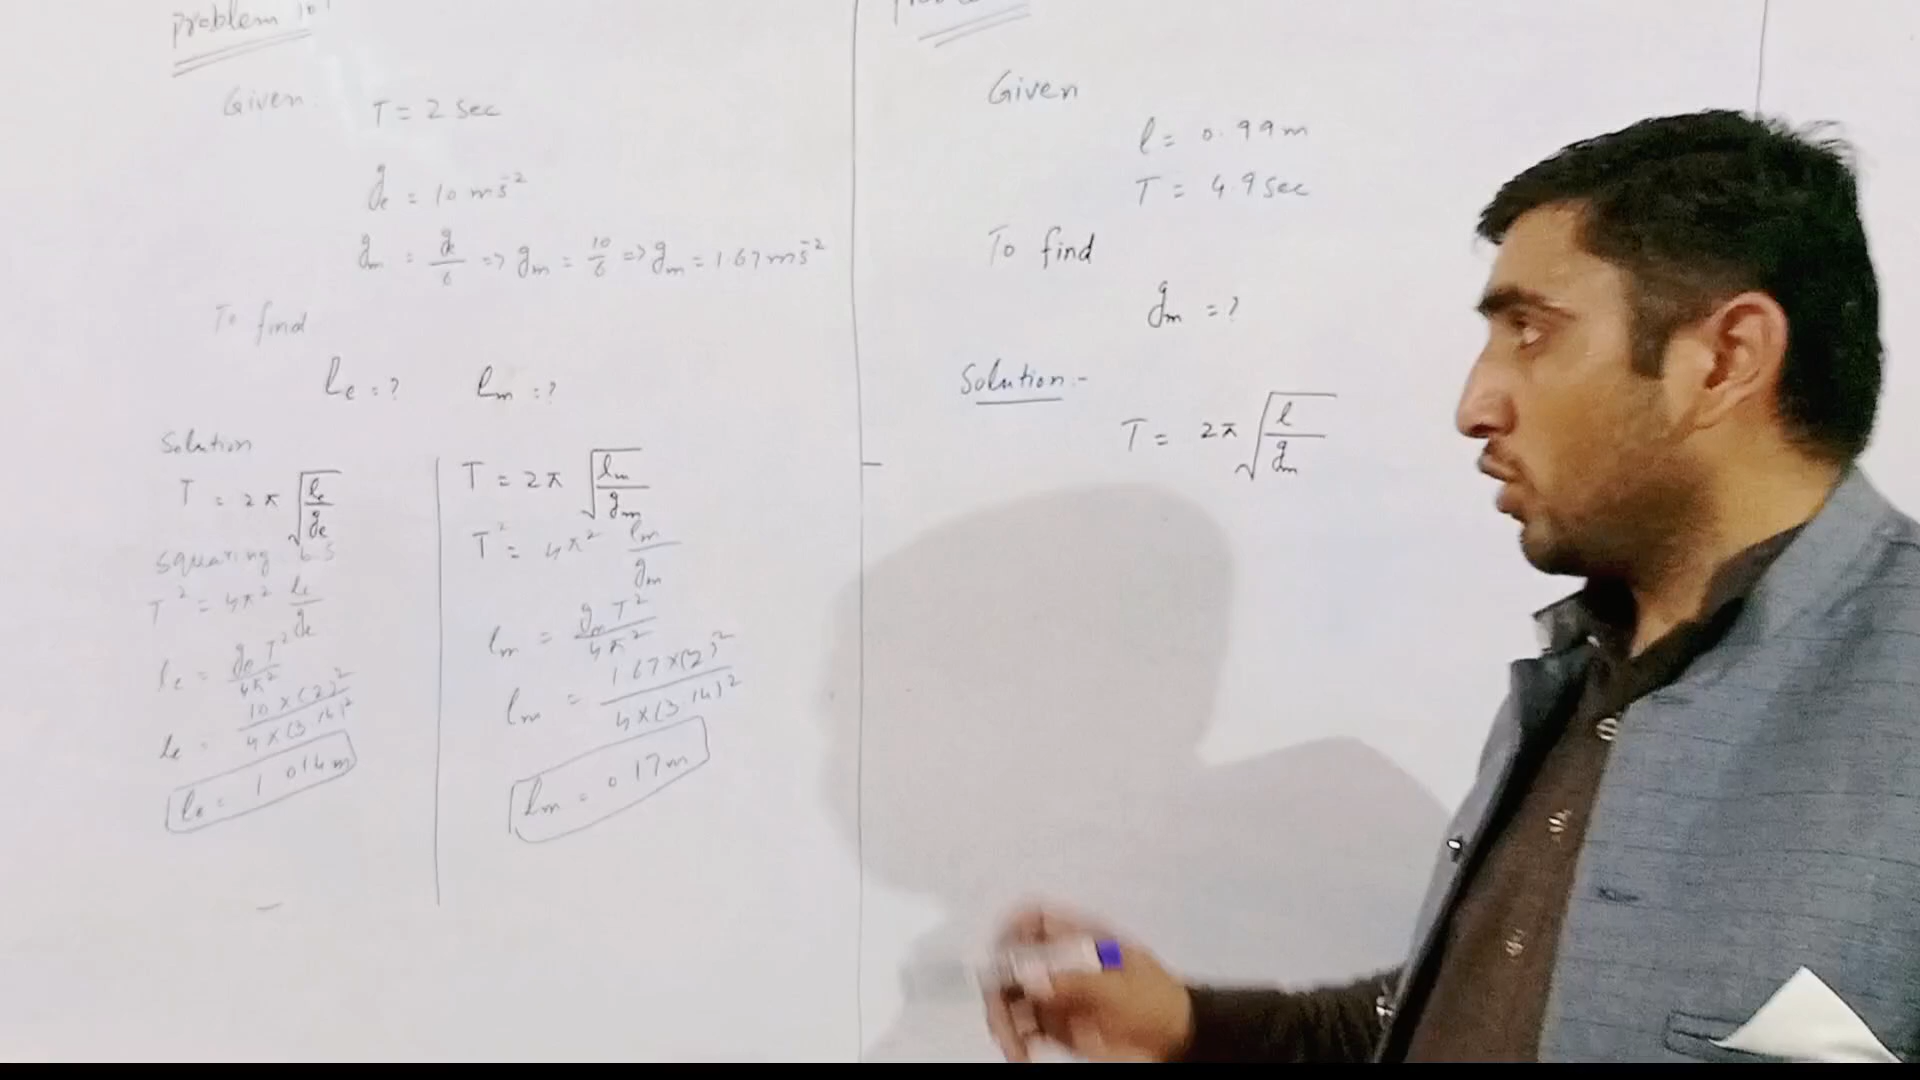 problem 10.1
Given
T = 2 sec
gₑ = 10 ms⁻²
gₘ = gₑ/6 => gₘ = 10/6 => gₘ = 1.67 ms⁻²
To find
lₑ = ? lₘ = ?
Solution
T = 2π √(lₑ/gₑ)
squaring b.s
T² = 4π² lₑ/gₑ
lₑ = gₑ T²/4π²
lₑ = 10 × (2)²/4 × (3.14)²
lₑ = 1.014 m
T = 2π √(lₘ/gₘ)
T² = 4π² lₘ/gₘ
lₘ = gₘ T²/4π²
lₘ = 1.67 × (2)²/4 × (3.14)²
lₘ = 0.17 m
Given
l = 0.99 m
T = 4.9 sec
To find
gₘ = ?
Solution:-
T = 2π √(l/gₘ)